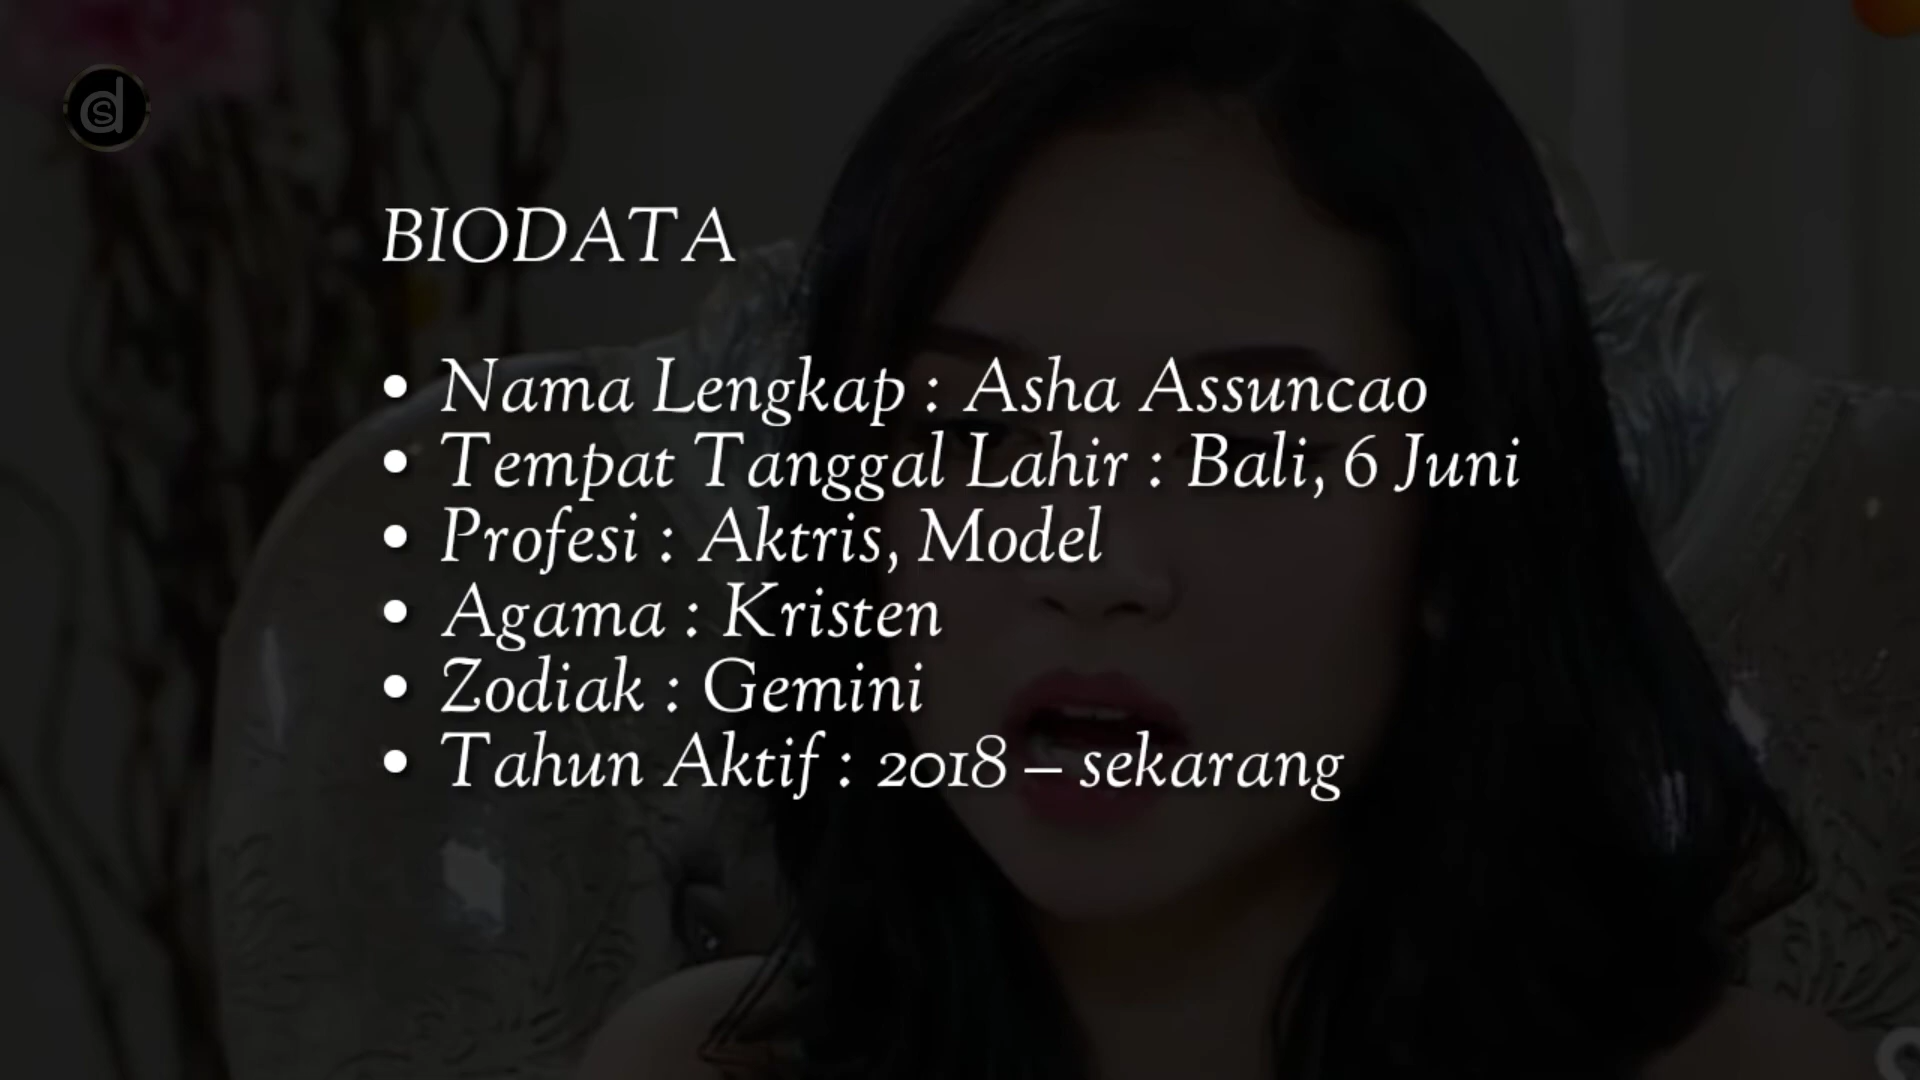 BIODATA
• Nama Lengkap : Asha Assuncao
• Tempat Tanggal Lahir : Bali, 6 Juni
• Profesi : Aktris, Model
• Agama : Kristen
• Zodiak : Gemini
• Tahun Aktif : 2018 – sekarang